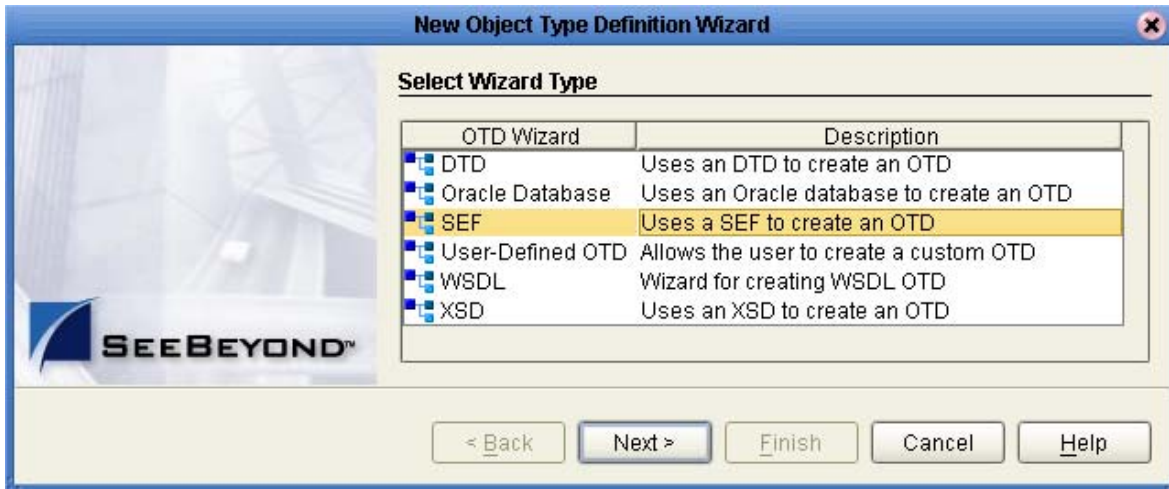 New Object Type Definition Wizard
Select Wizard Type
OTD Wizard Description
DTD Uses an DTD to create an OTD
Oracle Database Uses an Oracle database to create an OTD
SEF Uses a SEF to create an OTD
User-Defined OTD Allows the user to create a custom OTD
WSDL Wizard for creating WSDL OTD
XSD Uses an XSD to create an OTD
SEEBEYOND™
< Back Next > Finish Cancel Help